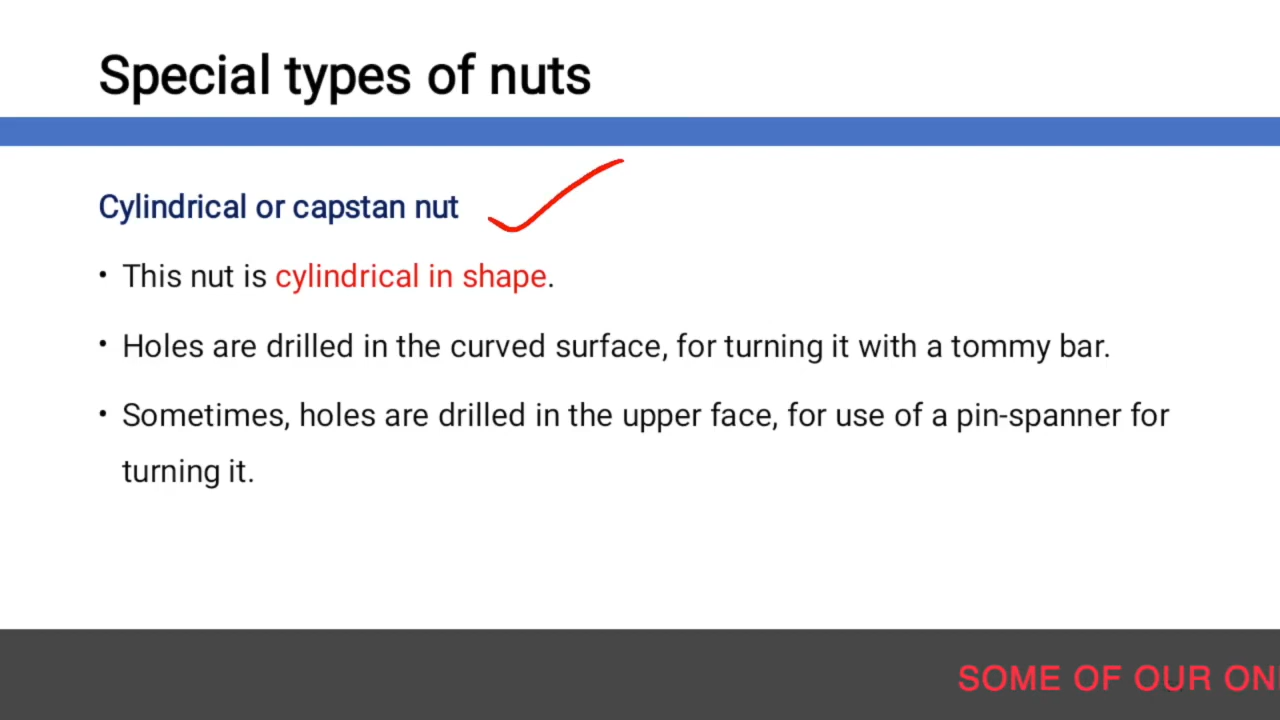 Special types of nuts
Cylindrical or capstan nut
• This nut is cylindrical in shape.
• Holes are drilled in the curved surface, for turning it with a tommy bar.
• Sometimes, holes are drilled in the upper face, for use of a pin-spanner for
turning it.
SOME OF OUR